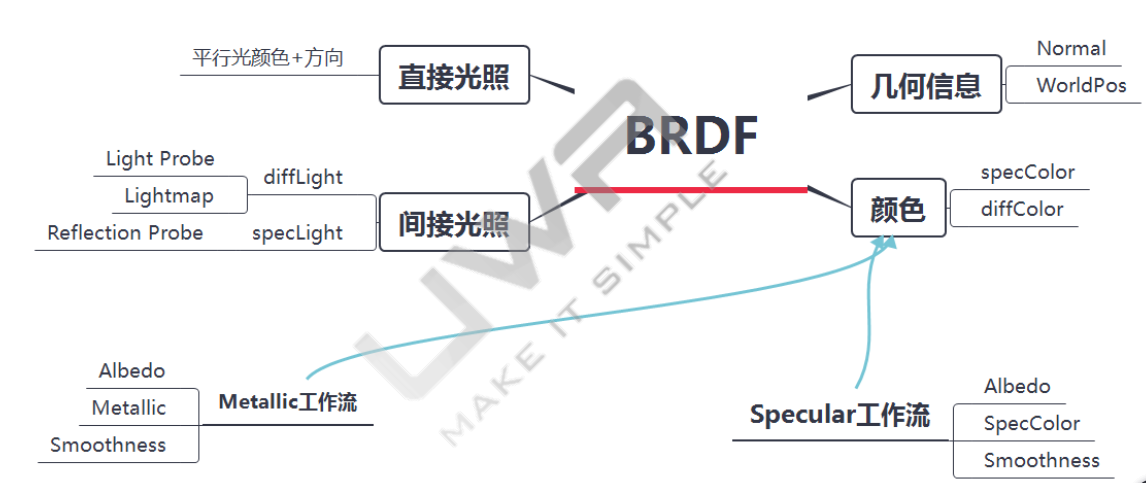 BRDF
直接光照
平行光颜色+方向
间接光照
diffLight
Light Probe
Lightmap
specLight
Reflection Probe
几何信息
Normal
WorldPos
颜色
specColor
diffColor
Metallic工作流
Albedo
Metallic
Smoothness
Specular工作流
Albedo
SpecColor
Smoothness
UWA
MAKE IT SIMPLE